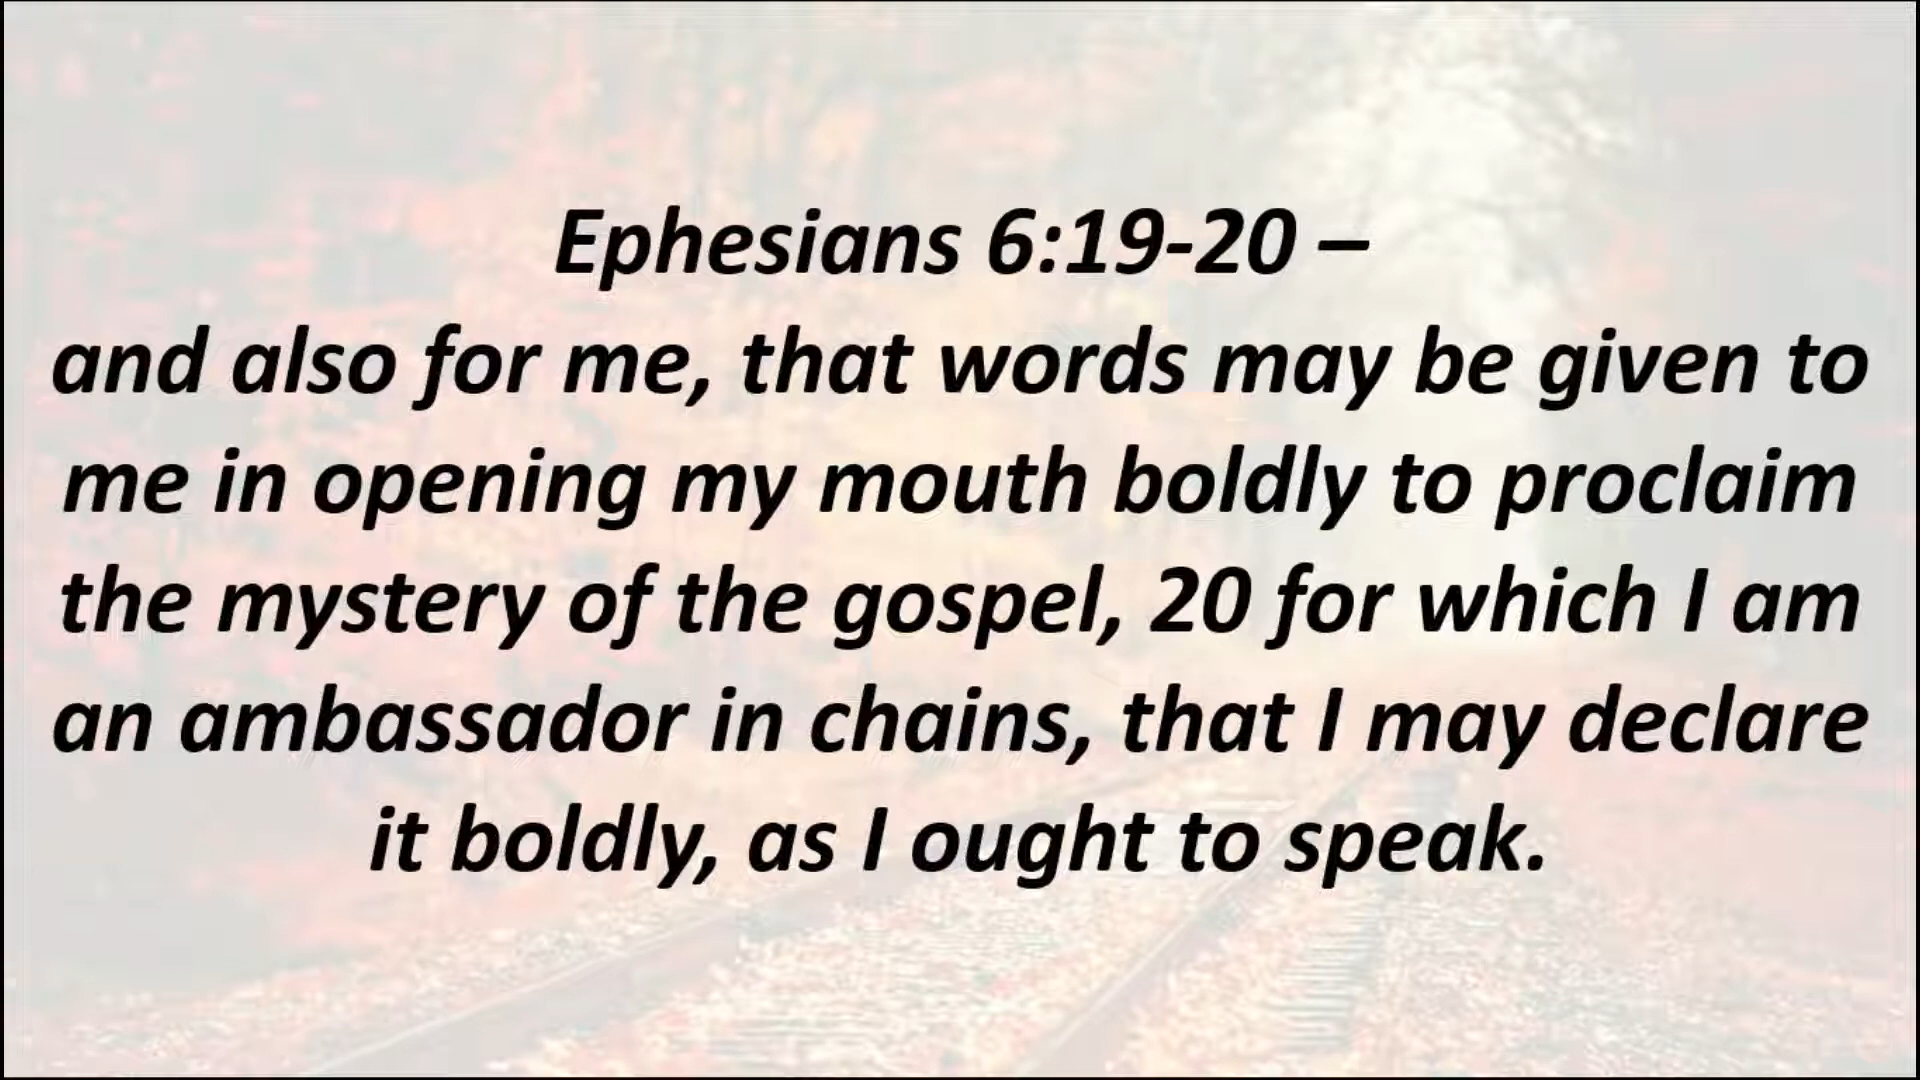 Ephesians 6:19-20 –
and also for me, that words may be given to
me in opening my mouth boldly to proclaim
the mystery of the gospel, 20 for which I am
an ambassador in chains, that I may declare
it boldly, as I ought to speak.